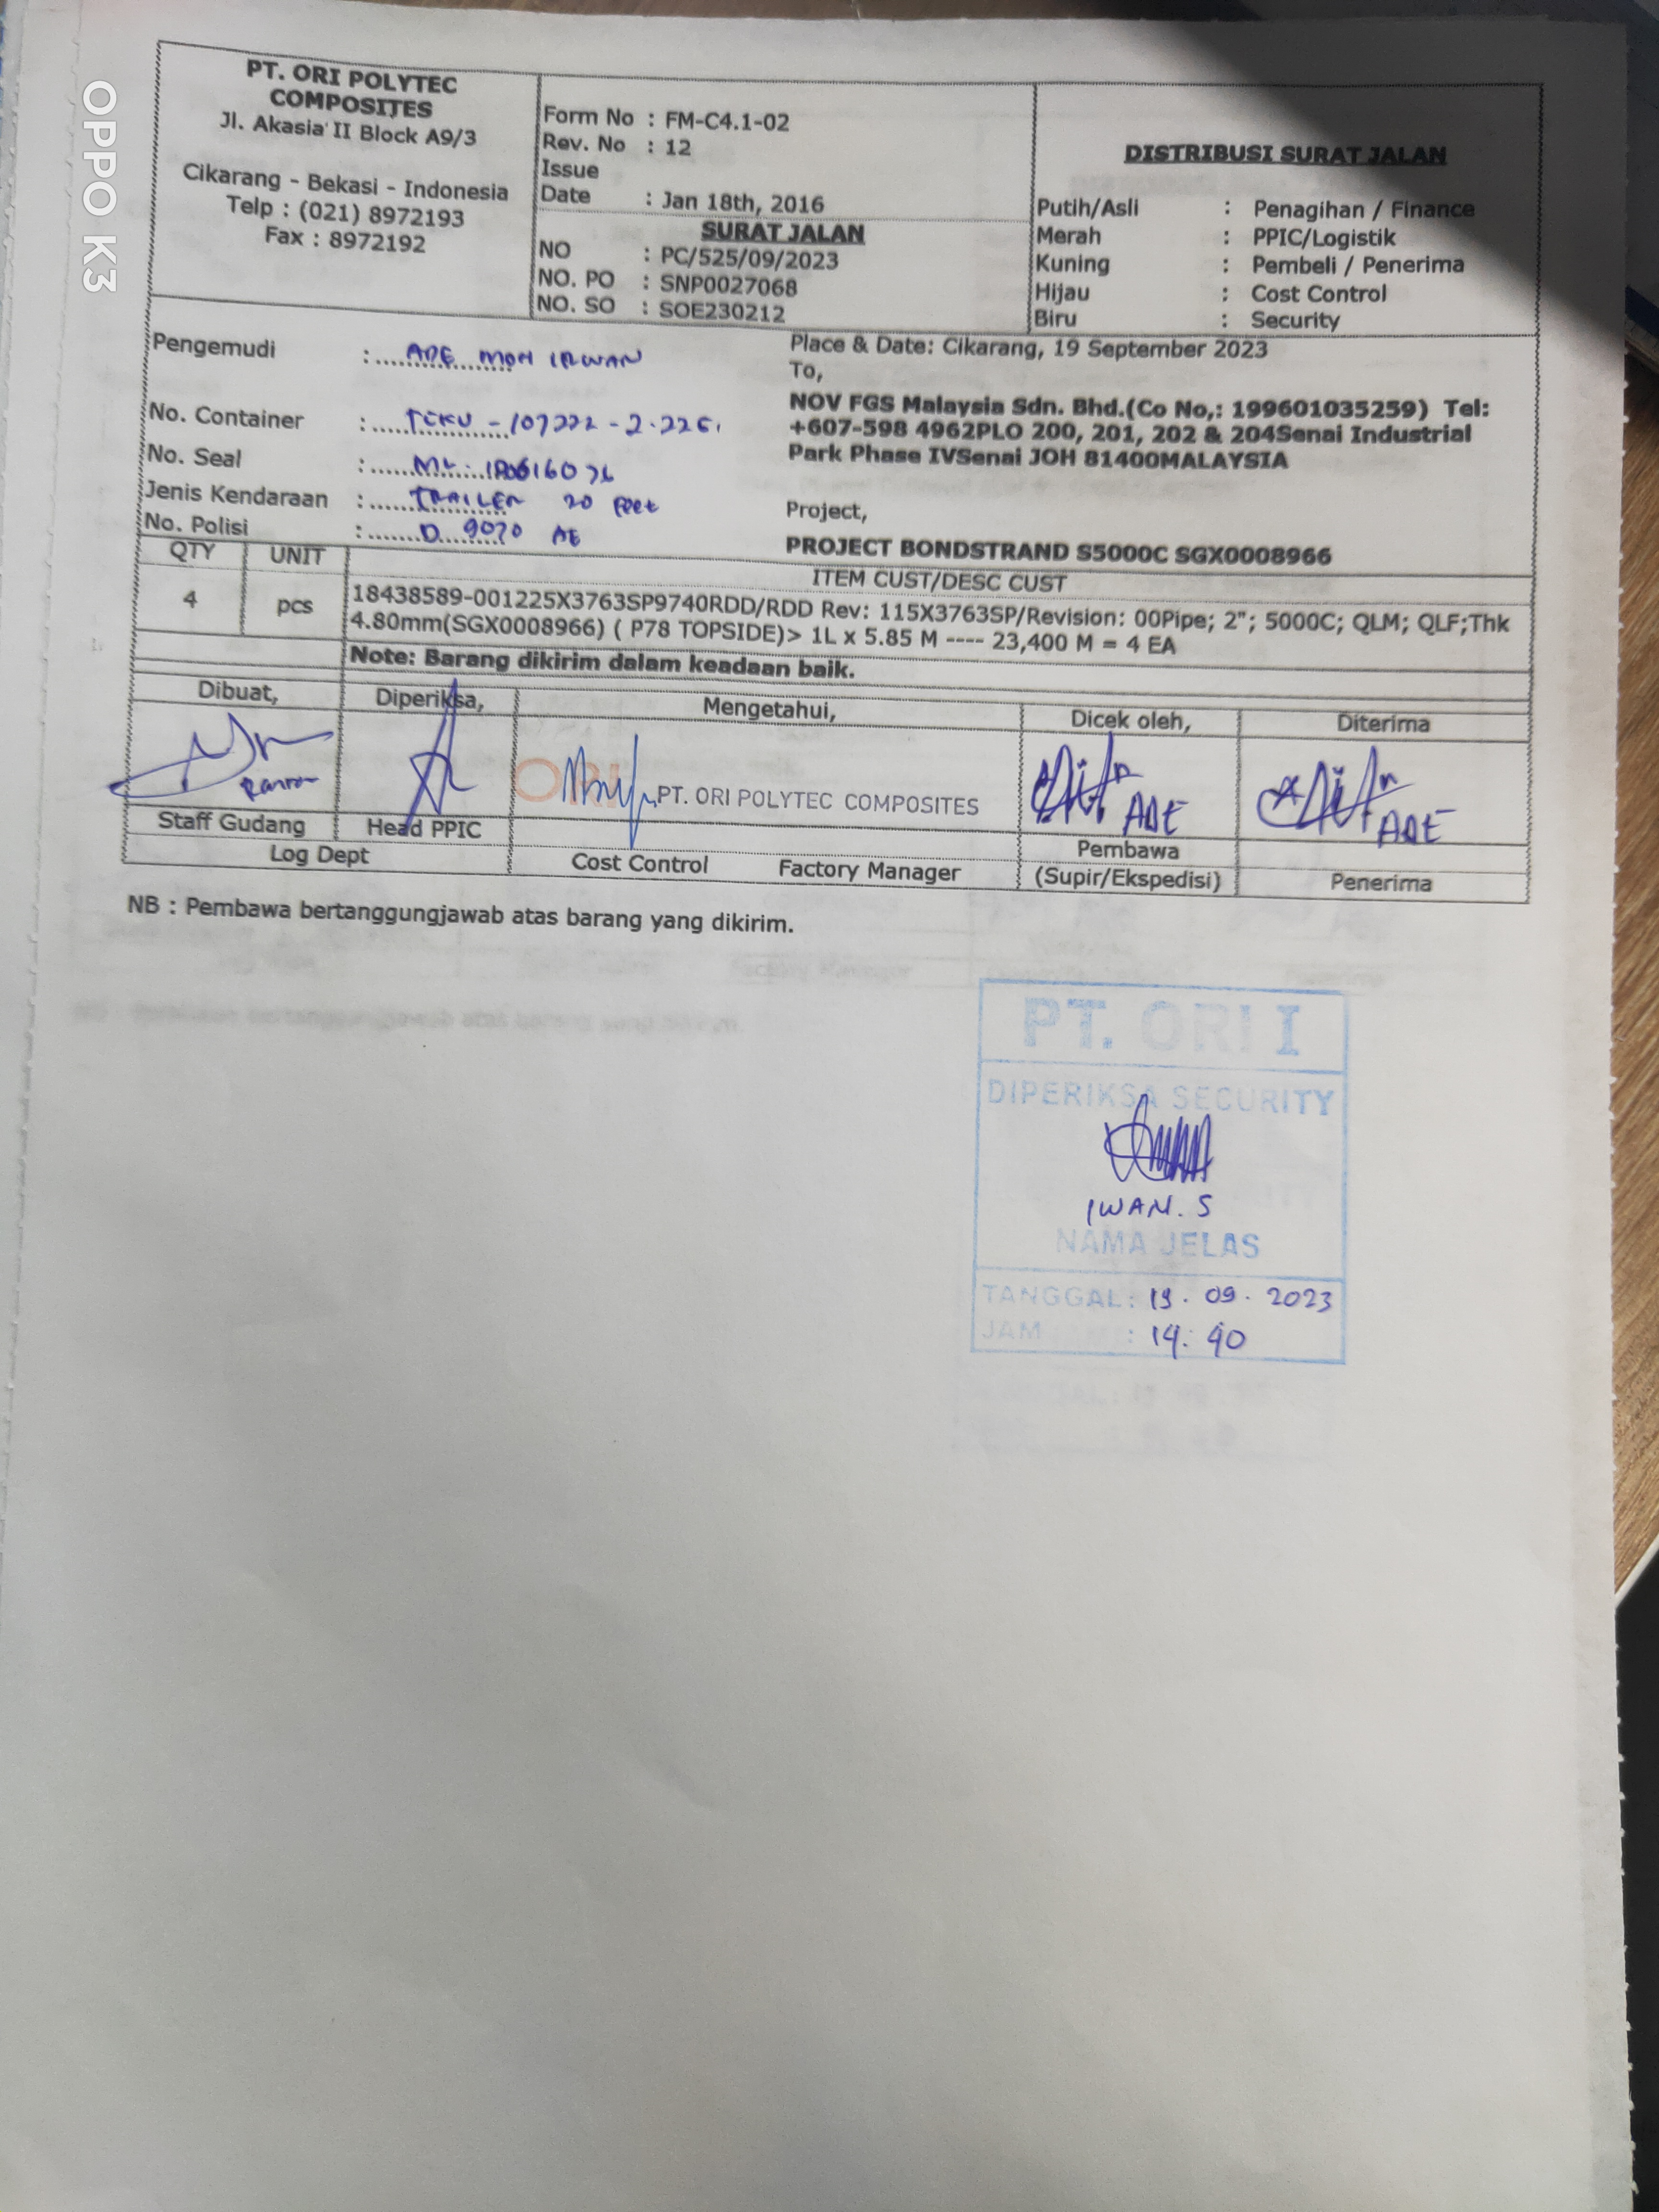 OPPO K3
PT. ORI POLYTEC
COMPOSITES
Jl. Akasia II Block A9/3
Cikarang - Bekasi - Indonesia
Telp : (021) 8972193
Fax : 8972192
Form No : FM-C4.1-02
Rev. No : 12
Issue
Date : Jan 18th, 2016
SURAT JALAN
NO : PC/525/09/2023
NO. PO : SNP0027068
NO. SO : SOE230212
DISTRIBUSI SURAT JALAN
Putih/Asli : Penagihan / Finance
Merah : PPIC/Logistik
Kuning : Pembeli / Penerima
Hijau : Cost Control
Biru : Security
Pengemudi : ADE MOH IRWAN
No. Container :
No. Seal :
Jenis Kendaraan : TRAILER 20 Feet
No. Polisi : D 9070 AE
Place & Date: Cikarang, 19 September 2023
To,
NOV FGS Malaysia Sdn. Bhd.(Co No,: 199601035259) Tel:
+607-598 4962PLO 200, 201, 202 & 204Senai Industrial
Park Phase IVSenai JOH 81400MALAYSIA
Project,
PROJECT BONDSTRAND S5000C SGX0008966
QTY UNIT ITEM CUST/DESC CUST
4 pcs 18438589-001225X3763SP9740RDD/RDD Rev: 115X3763SP/Revision: 00Pipe; 2"; 5000C; QLM; QLF;Thk
4.80mm(SGX0008966) ( P78 TOPSIDE)> 1L x 5.85 M ---- 23,400 M = 4 EA
Note: Barang dikirim dalam keadaan baik.
Dibuat, Diperiksa, Mengetahui, Dicek oleh, Diterima
ORI PT. ORI POLYTEC COMPOSITES
ADE ADE
Staff Gudang Head PPIC
Log Dept Cost Control Factory Manager
Pembawa
(Supir/Ekspedisi) Penerima
NB : Pembawa bertanggungjawab atas barang yang dikirim.
PT. ORI I
DIPERIKSA SECURITY
IWAN. S
NAMA JELAS
TANGGAL: 19. 09. 2023
JAM : 14. 40